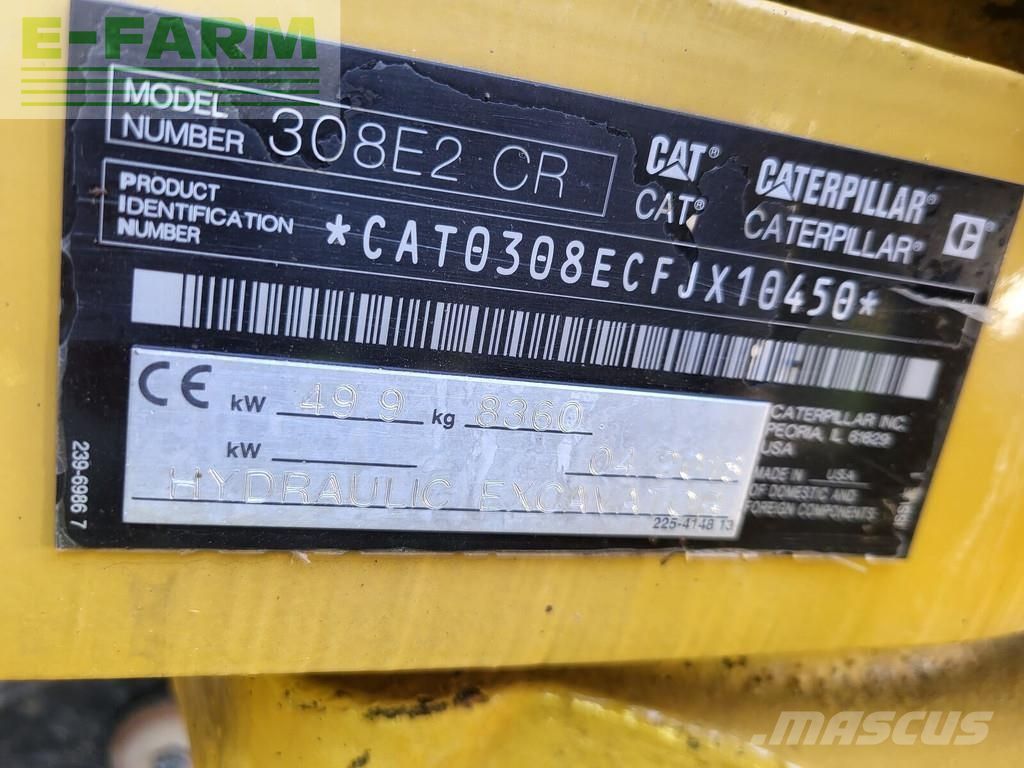 E-FARM
MODEL
NUMBER 308E2 CR
CAT® CATERPILLAR®
CAT® CATERPILLAR®
PRODUCT
IDENTIFICATION
NUMBER
*CAT0308ECFJX10450*
CE kW 49.9 kg 8360
kW 04
HYDRAULIC EXCAVATOR
225-4148 13
239-6986 7
CATERPILLAR INC.
PEORIA, IL 61629
USA
MADE IN USA
OF DOMESTIC AND
FOREIGN COMPONENTS
MASCUS